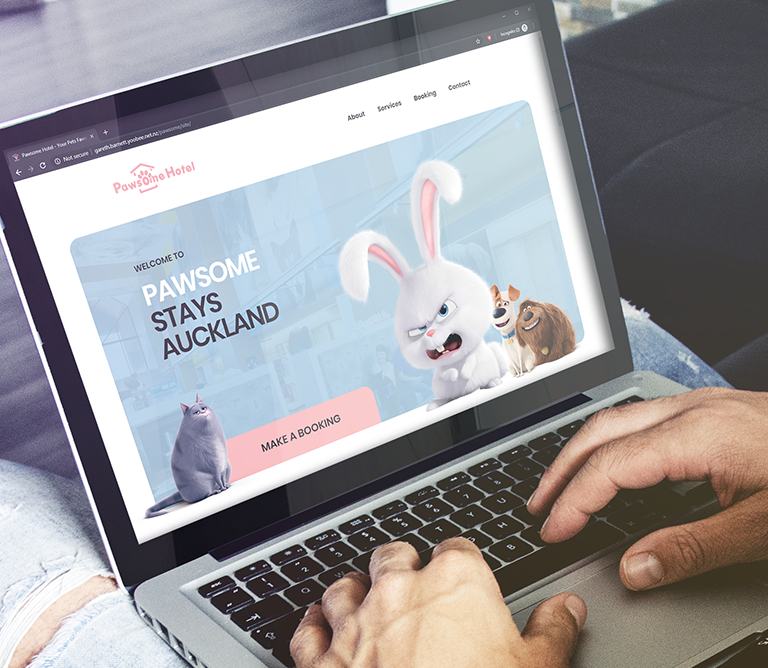 Pawsome Hotel - Your Pets Fav
Incognito
Not secure
gareth.barnett.yoobee.net.nz/pawsome/site/
About Services Booking Contact
Pawsome Hotel
WELCOME TO
PAWSOME
STAYS
AUCKLAND
MAKE A BOOKING